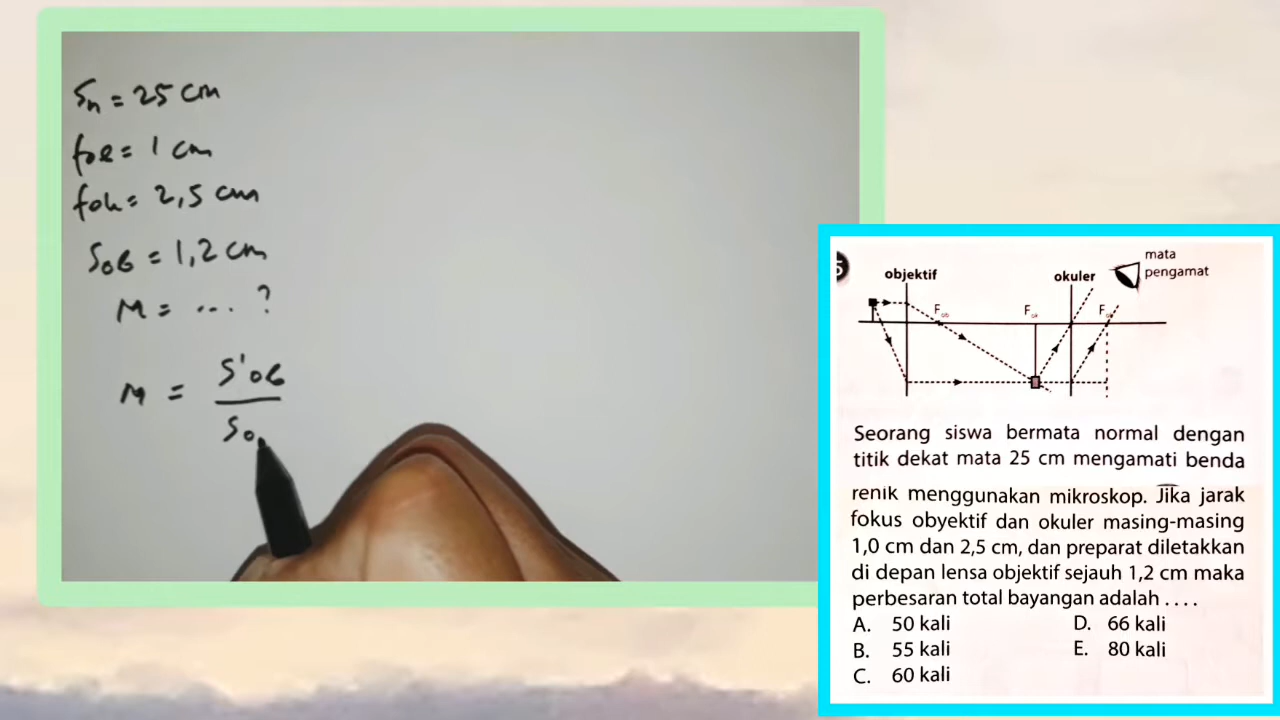 Sn = 25 cm
fob = 1 cm
fok = 2,5 cm
Sob = 1,2 cm
M = .... ?
M = S'ob
So
5
objektif
okuler
mata
pengamat
Fob
Fok
Seorang siswa bermata normal dengan
titik dekat mata 25 cm mengamati benda
renik menggunakan mikroskop. Jika jarak
fokus obyektif dan okuler masing-masing
1,0 cm dan 2,5 cm, dan preparat diletakkan
di depan lensa objektif sejauh 1,2 cm maka
perbesaran total bayangan adalah . . . .
A. 50 kali
D. 66 kali
B. 55 kali
E. 80 kali
C. 60 kali